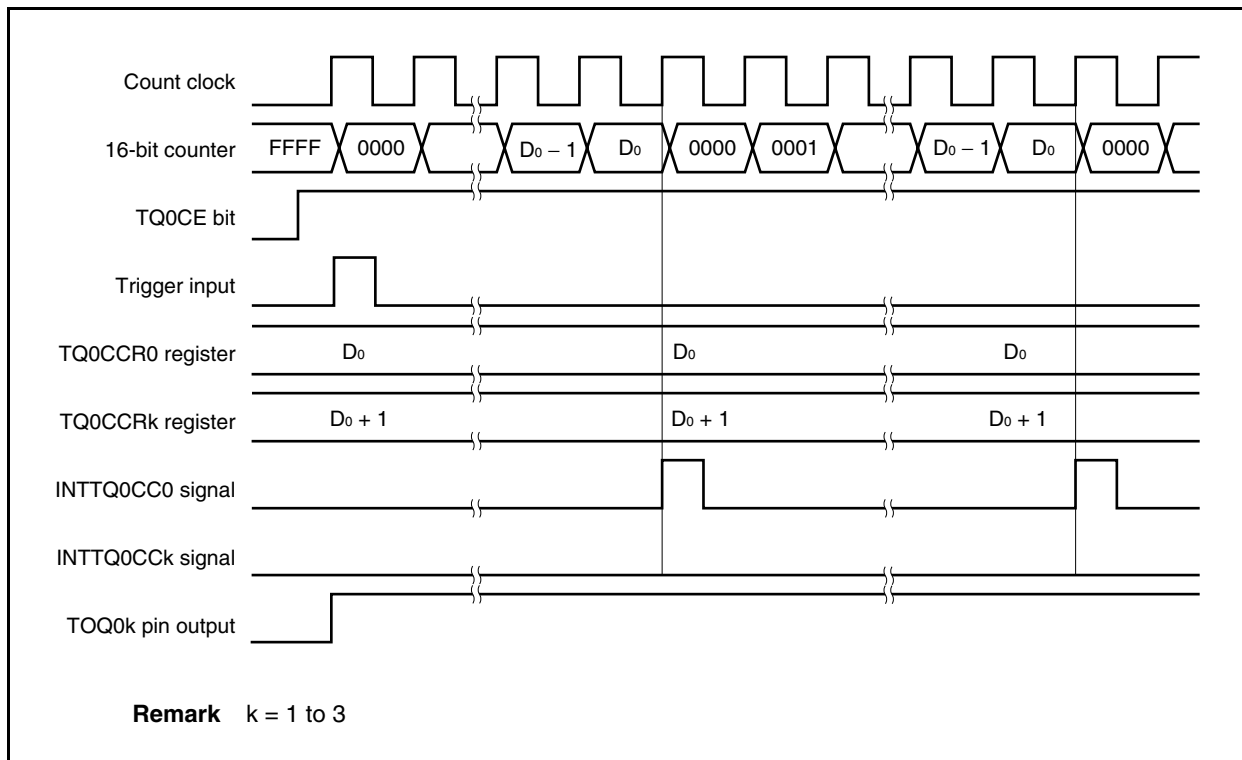 Count clock
16-bit counter FFFF 0000 D₀ − 1 D₀ 0000 0001 D₀ − 1 D₀ 0000
TQ0CE bit
Trigger input
TQ0CCR0 register D₀ D₀ D₀
TQ0CCRk register D₀ + 1 D₀ + 1 D₀ + 1
INTTQ0CC0 signal
INTTQ0CCk signal
TOQ0k pin output
Remark k = 1 to 3